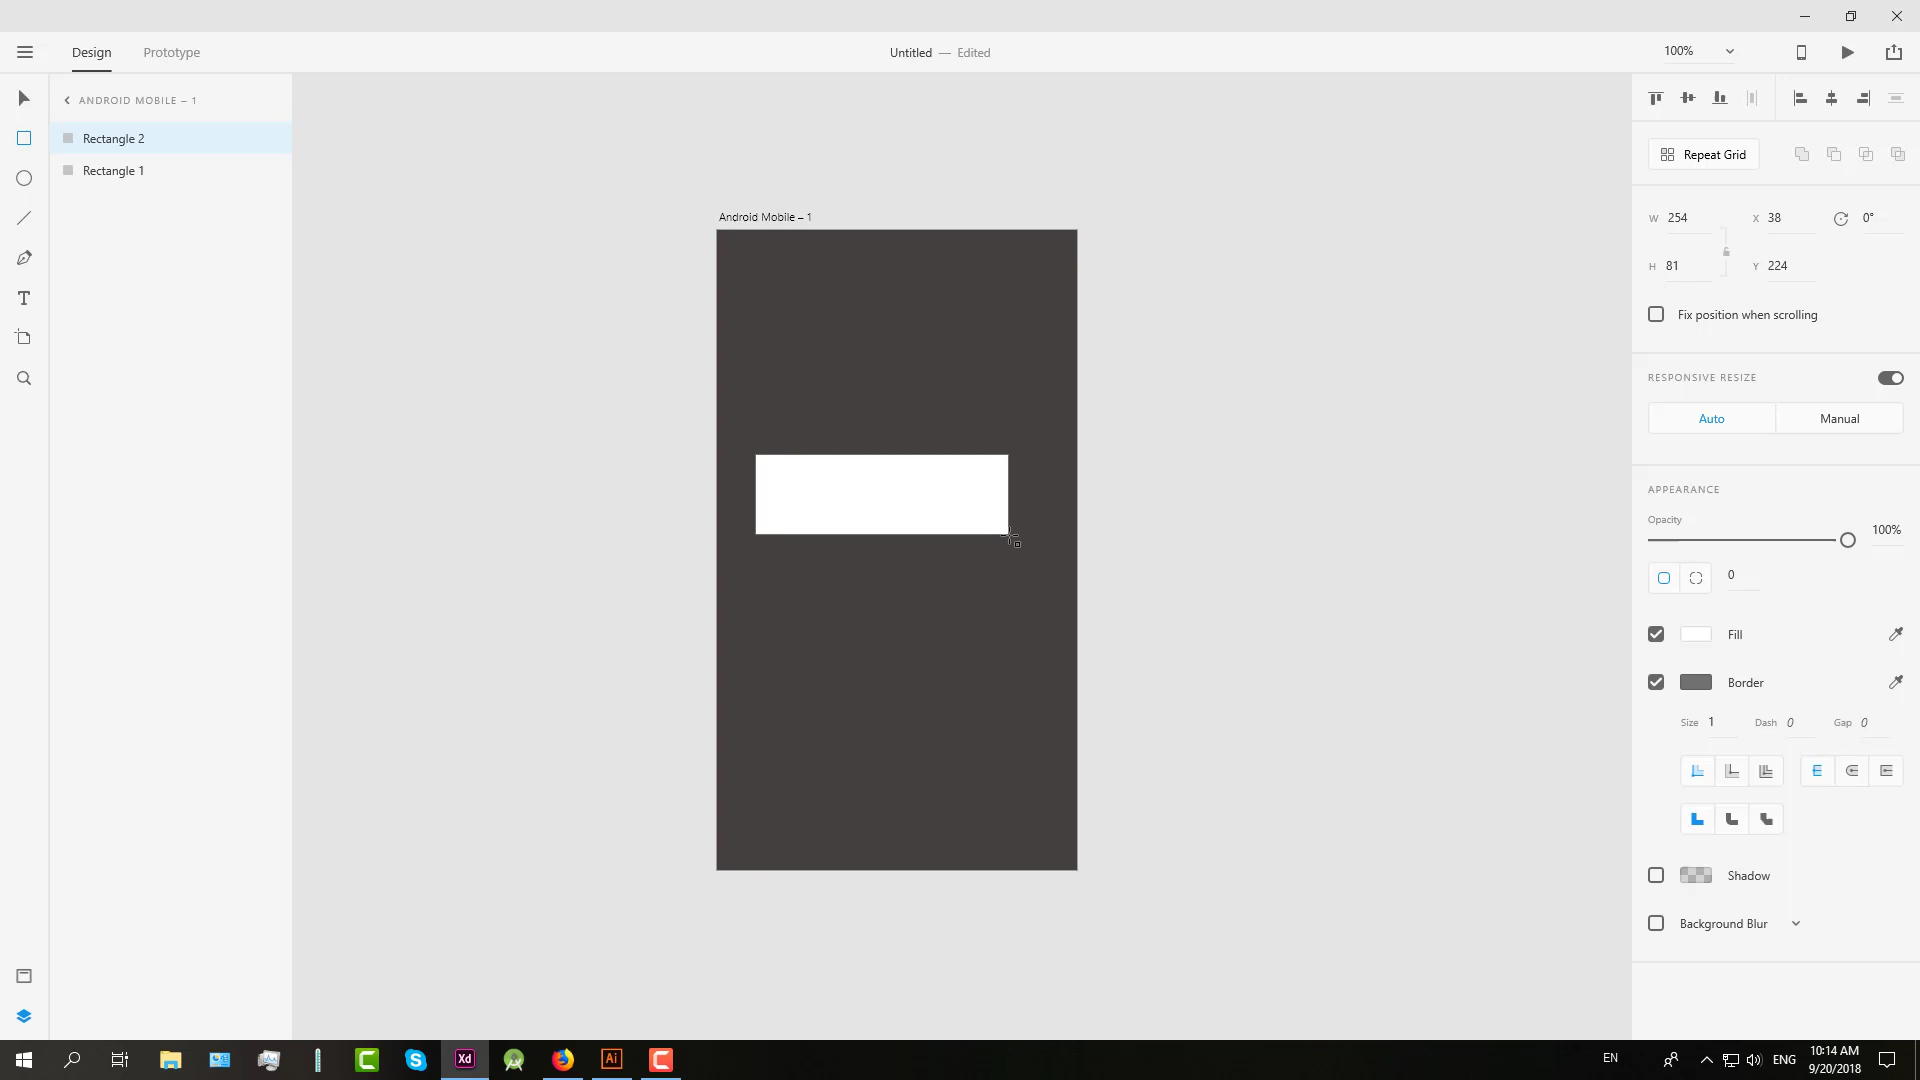 Design
Prototype
Untitled — Edited
100%
ANDROID MOBILE – 1
Rectangle 2
Rectangle 1
Android Mobile – 1
Repeat Grid
W 254
X 38
0°
H 81
Y 224
Fix position when scrolling
RESPONSIVE RESIZE
Auto
Manual
APPEARANCE
Opacity
100%
0
Fill
Border
Size 1
Dash 0
Gap 0
Shadow
Background Blur
Xd
Ai
EN
ENG
10:14 AM
9/20/2018